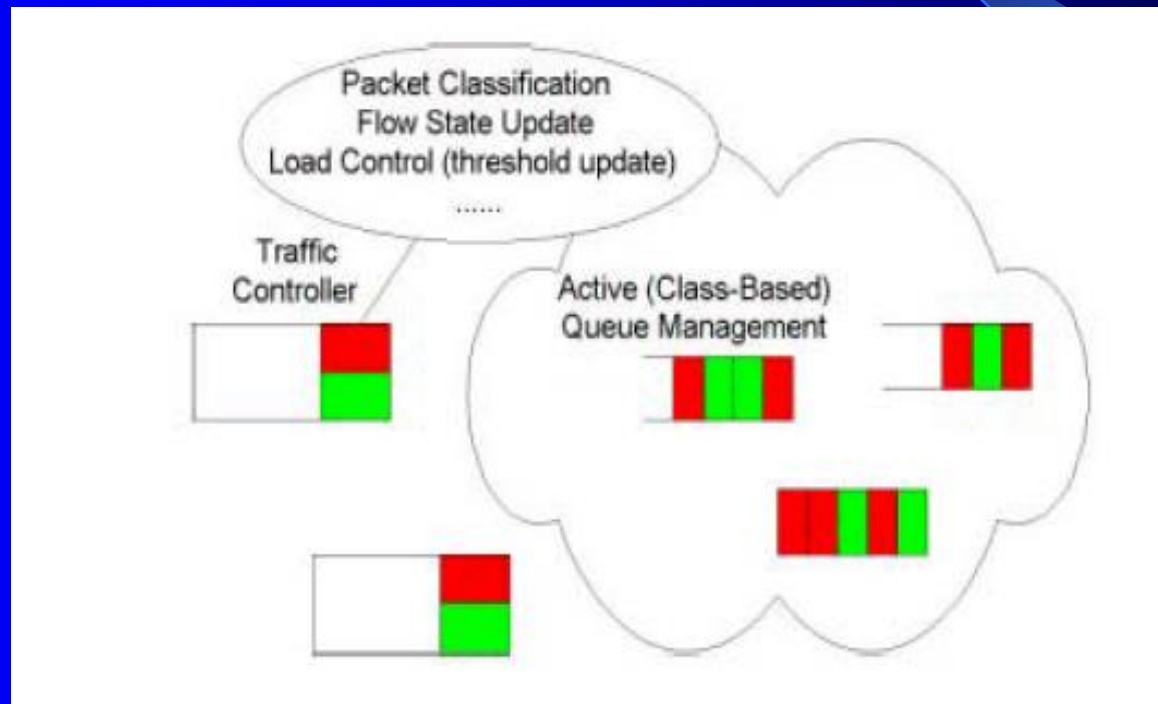 Packet Classification
Flow State Update
Load Control (threshold update)
......
Traffic
Controller
Active (Class-Based)
Queue Management